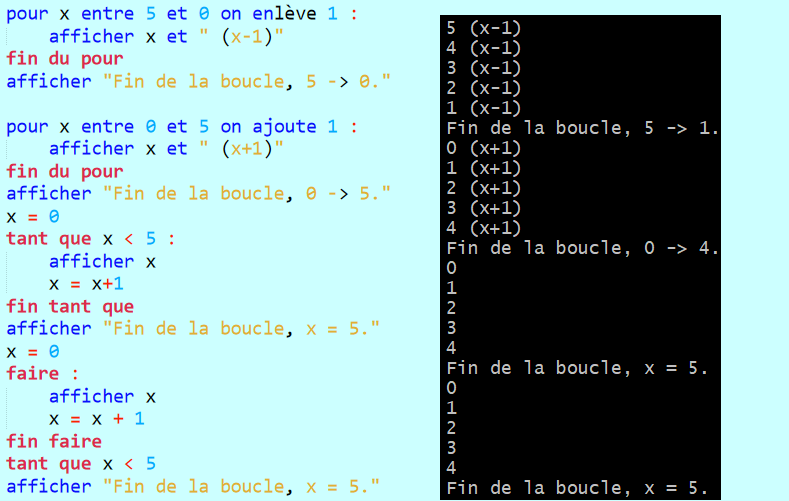 pour x entre 5 et 0 on enlève 1 :
    afficher x et " (x-1)"
fin du pour
afficher "Fin de la boucle, 5 -> 0."

pour x entre 0 et 5 on ajoute 1 :
    afficher x et " (x+1)"
fin du pour
afficher "Fin de la boucle, 0 -> 5."
x = 0
tant que x < 5 :
    afficher x
    x = x+1
fin tant que
afficher "Fin de la boucle, x = 5."
x = 0
faire :
    afficher x
    x = x + 1
fin faire
tant que x < 5
afficher "Fin de la boucle, x = 5."
5 (x-1)
4 (x-1)
3 (x-1)
2 (x-1)
1 (x-1)
Fin de la boucle, 5 -> 1.
0 (x+1)
1 (x+1)
2 (x+1)
3 (x+1)
4 (x+1)
Fin de la boucle, 0 -> 4.
0
1
2
3
4
Fin de la boucle, x = 5.
0
1
2
3
4
Fin de la boucle, x = 5.